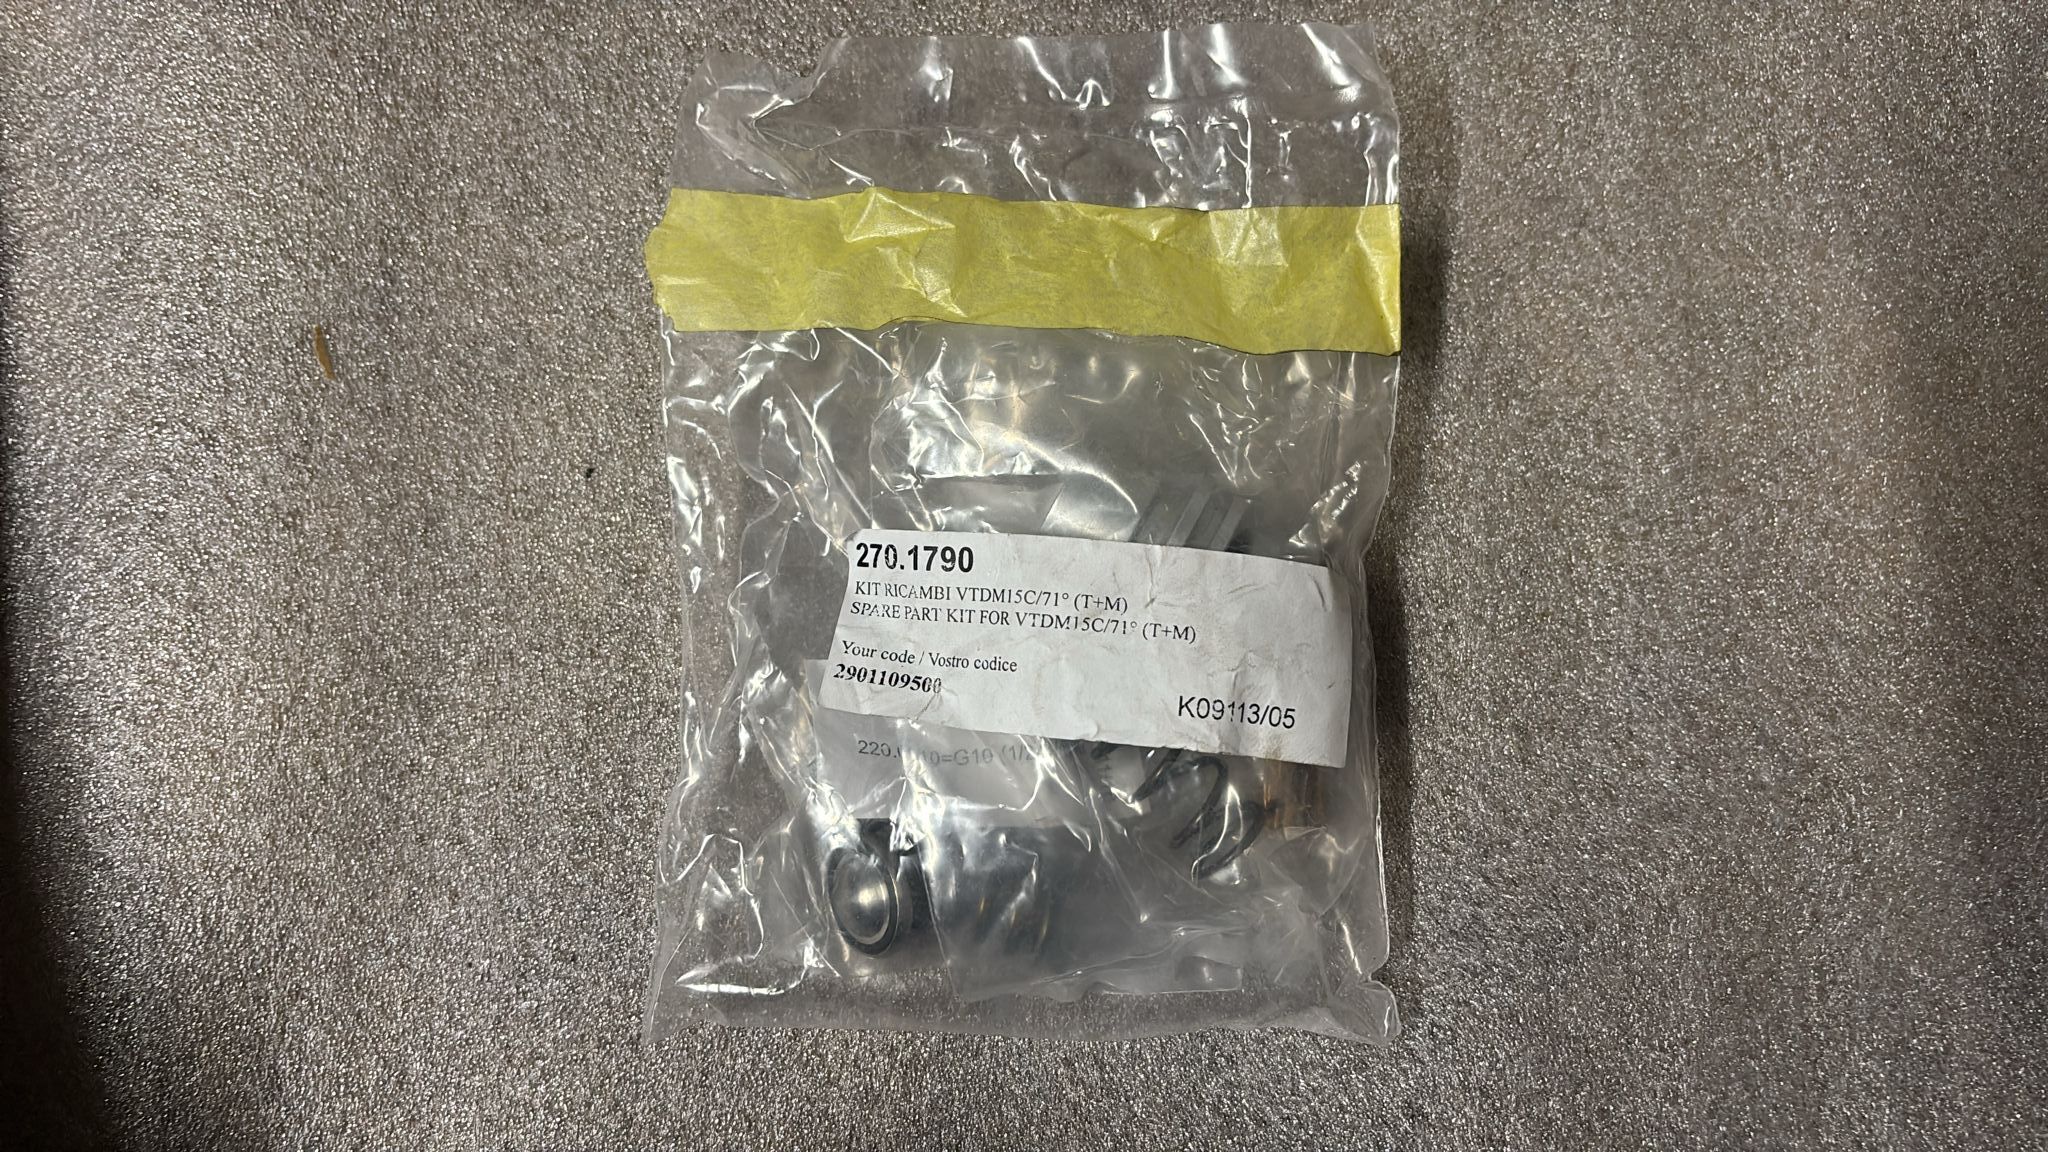 270.1790
KIT RICAMBI VTDM15C/71° (T+M)
SPARE PART KIT FOR VTDM15C/71° (T+M)
Your code / Vostro codice
2901109500
K09113/05